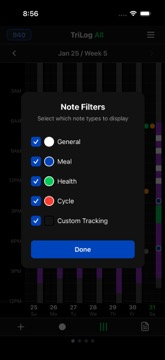 8:56
940
TriLog All
Jan 25 / Week 5
Note Filters
Select which note types to display
General
Meal
Health
Cycle
Custom Tracking
Done
25 26 27 28 29 30 31